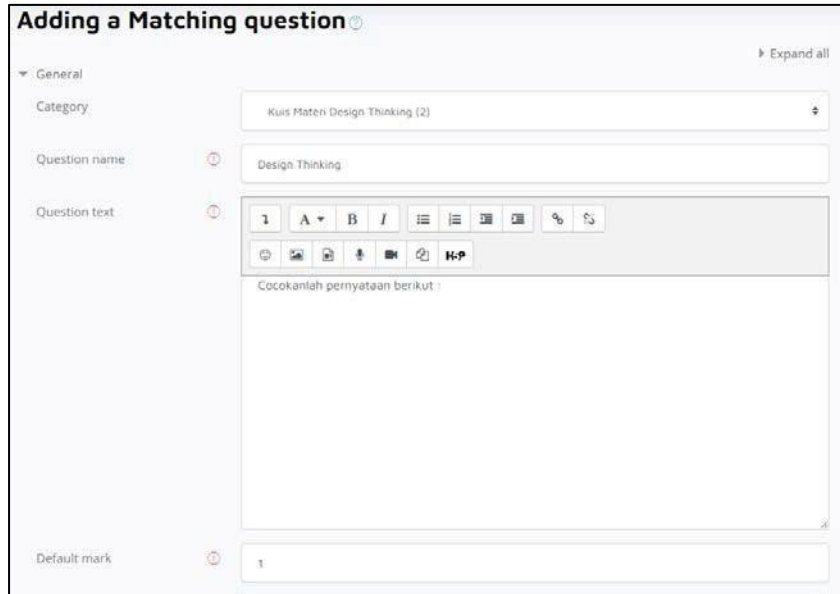 Adding a Matching question
Expand all
General
Category
Kuis Materi Design Thinking (2)
Question name
Design Thinking
Question text
A B I
H-P
Cocokanlah pernyataan berikut :
Default mark
1